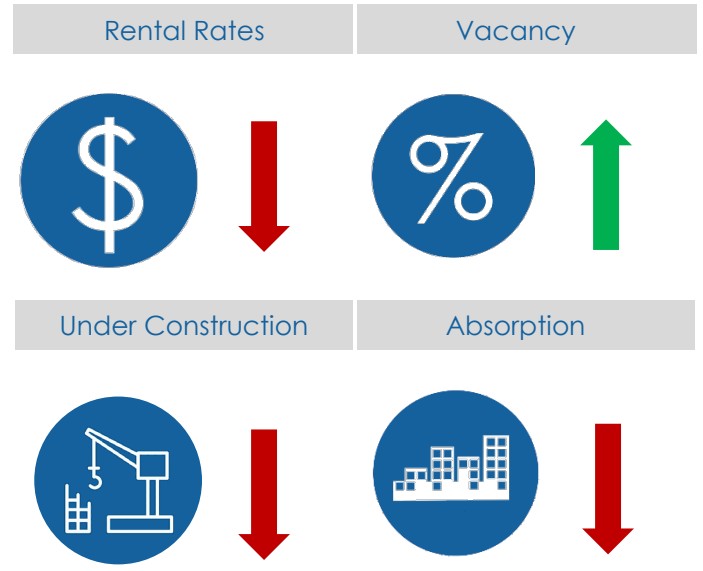 Rental Rates
Vacancy
$
%
Under Construction
Absorption